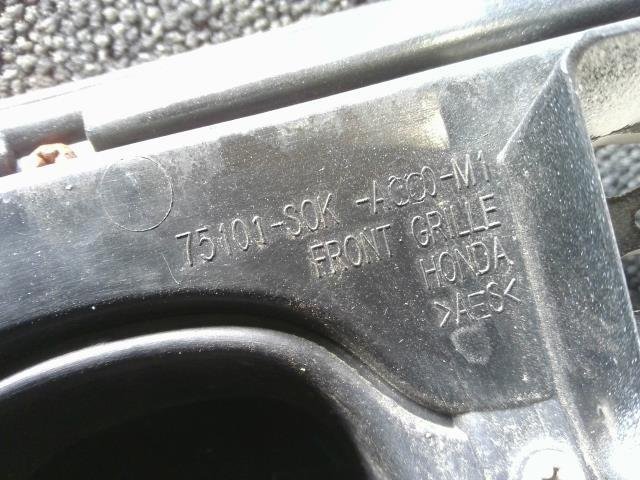 75101-S0K -A000-M1
FRONT GRILLE
HONDA
>AES<